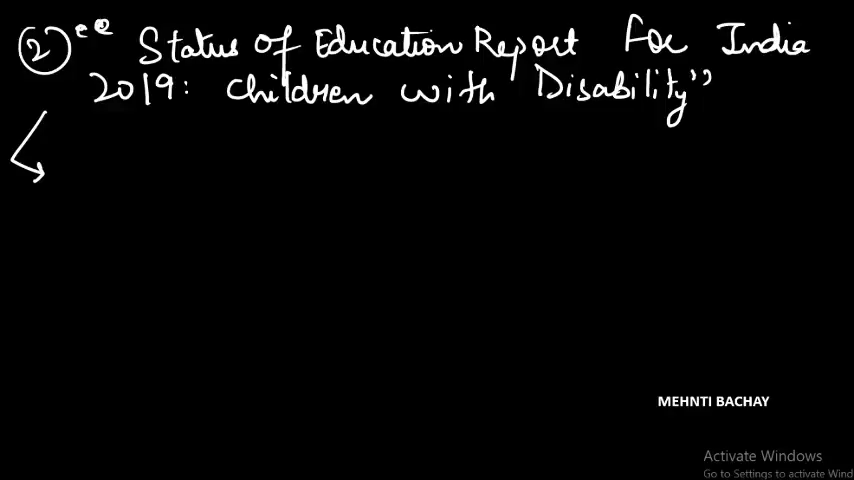 ② “ Status of Education Report For India
2019: Children with Disability”
MEHNTI BACHAY
Activate Windows
Go to Settings to activate Wind